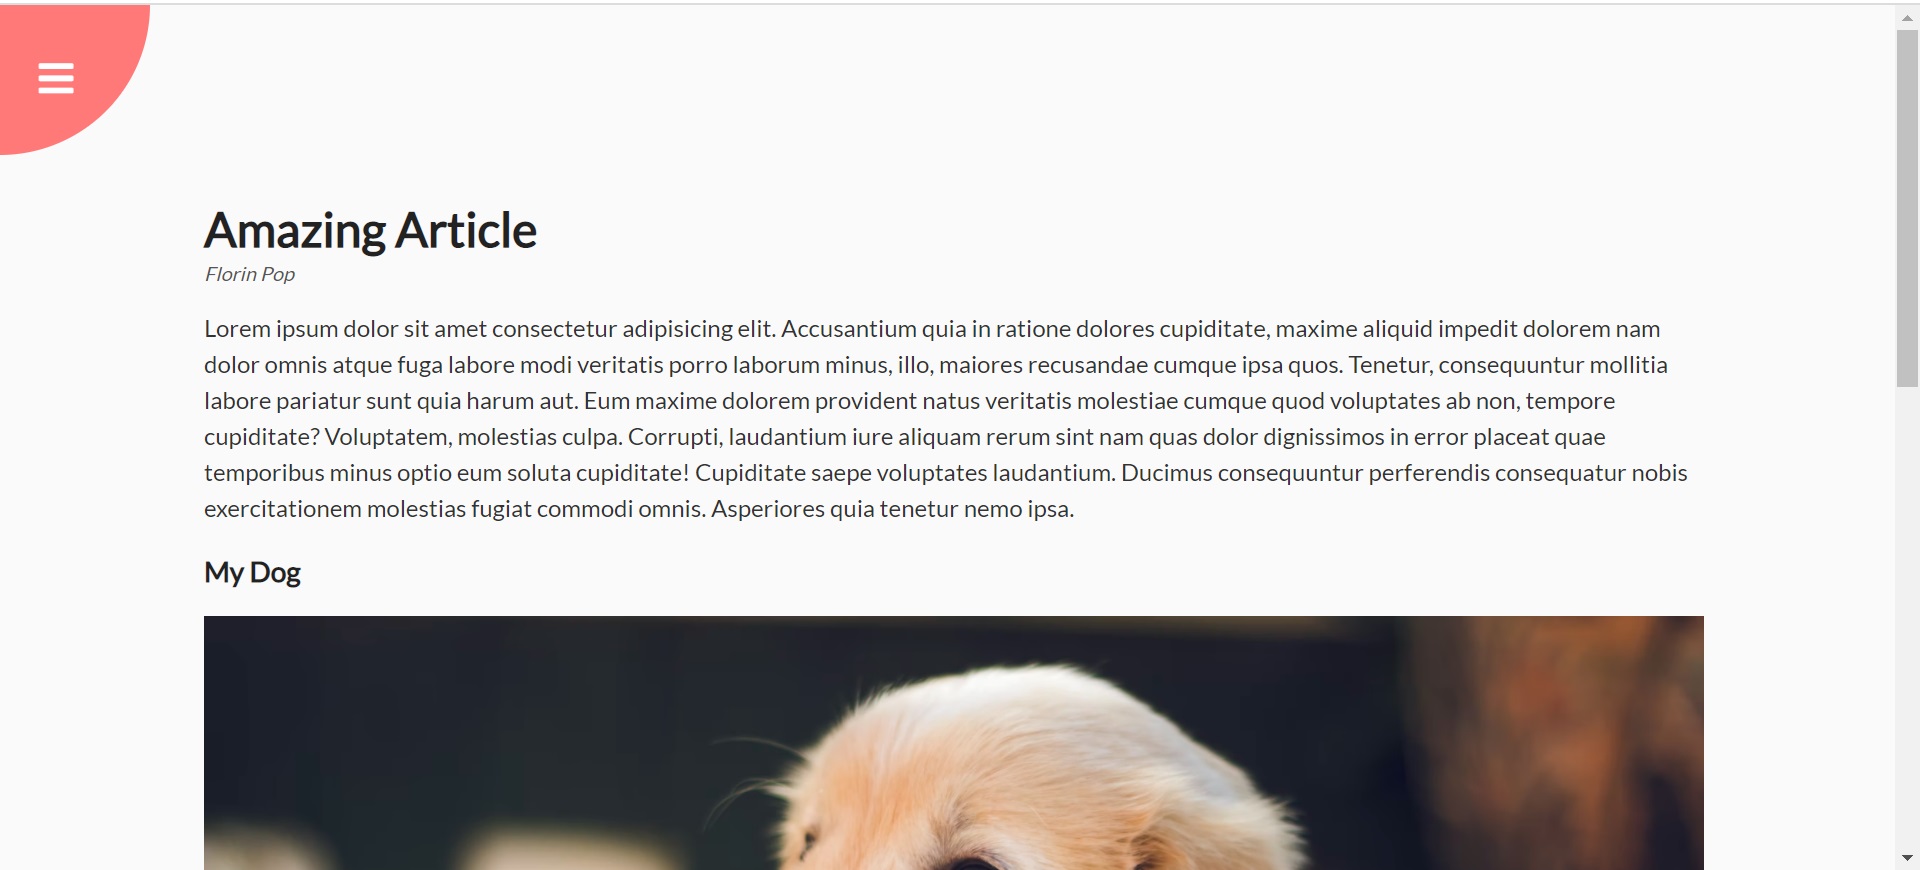 Amazing Article
Florin Pop
Lorem ipsum dolor sit amet consectetur adipisicing elit. Accusantium quia in ratione dolores cupiditate, maxime aliquid impedit dolorem nam
dolor omnis atque fuga labore modi veritatis porro laborum minus, illo, maiores recusandae cumque ipsa quos. Tenetur, consequuntur mollitia
labore pariatur sunt quia harum aut. Eum maxime dolorem provident natus veritatis molestiae cumque quod voluptates ab non, tempore
cupiditate? Voluptatem, molestias culpa. Corrupti, laudantium iure aliquam rerum sint nam quas dolor dignissimos in error placeat quae
temporibus minus optio eum soluta cupiditate! Cupiditate saepe voluptates laudantium. Ducimus consequuntur perferendis consequatur nobis
exercitationem molestias fugiat commodi omnis. Asperiores quia tenetur nemo ipsa.
My Dog